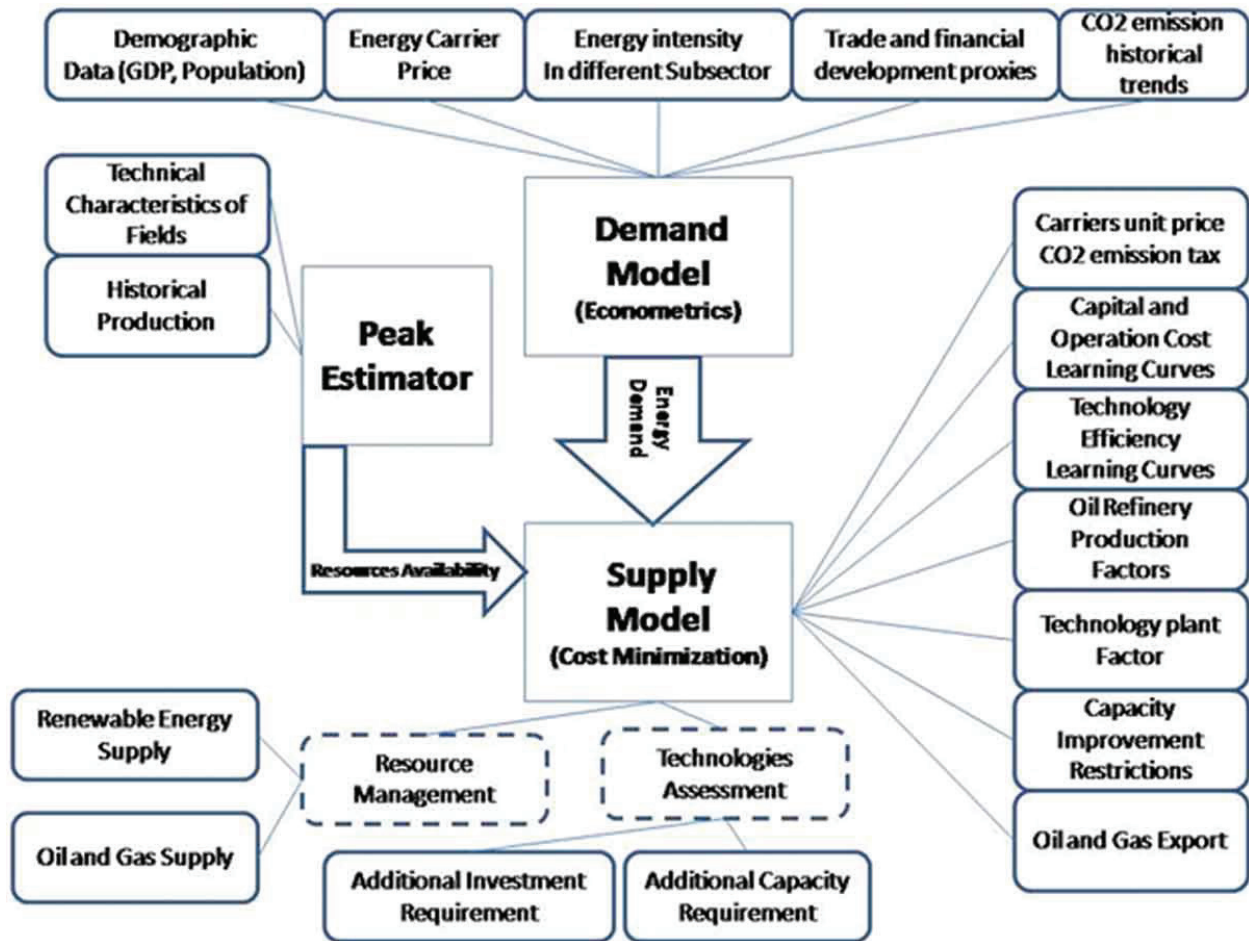 Demographic
Data (GDP, Population)
Energy Carrier
Price
Energy intensity
In different Subsector
Trade and financial
development proxies
CO2 emission
historical
trends
Technical
Characteristics of
Fields
Historical
Production
Peak
Estimator
Demand
Model
(Econometrics)
Energy
Demand
Resources Availability
Supply
Model
(Cost Minimization)
Carriers unit price
CO2 emission tax
Capital and
Operation Cost
Learning Curves
Technology
Efficiency
Learning Curves
Oil Refinery
Production
Factors
Technology plant
Factor
Capacity
Improvement
Restrictions
Oil and Gas Export
Renewable Energy
Supply
Oil and Gas Supply
Resource
Management
Technologies
Assessment
Additional Investment
Requirement
Additional Capacity
Requirement